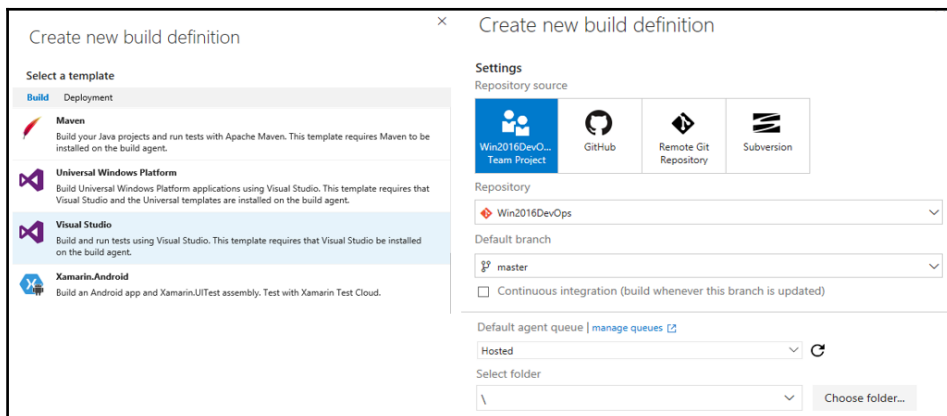 Create new build definition
Select a template
Build Deployment
Maven
Build your Java projects and run tests with Apache Maven. This template requires Maven to be
installed on the build agent.
Universal Windows Platform
Build Universal Windows Platform applications using Visual Studio. This template requires that
Visual Studio and the Universal templates are installed on the build agent.
Visual Studio
Build and run tests using Visual Studio. This template requires that Visual Studio be installed
on the build agent.
Xamarin.Android
Build an Android app and Xamarin.UITest assembly. Test with Xamarin Test Cloud.
Create new build definition
Settings
Repository source
Win2016DevO...
Team Project
GitHub
Remote Git
Repository
Subversion
Repository
Win2016DevOps
Default branch
master
Continuous integration (build whenever this branch is updated)
Default agent queue | manage queues
Hosted
Select folder
\
Choose folder...